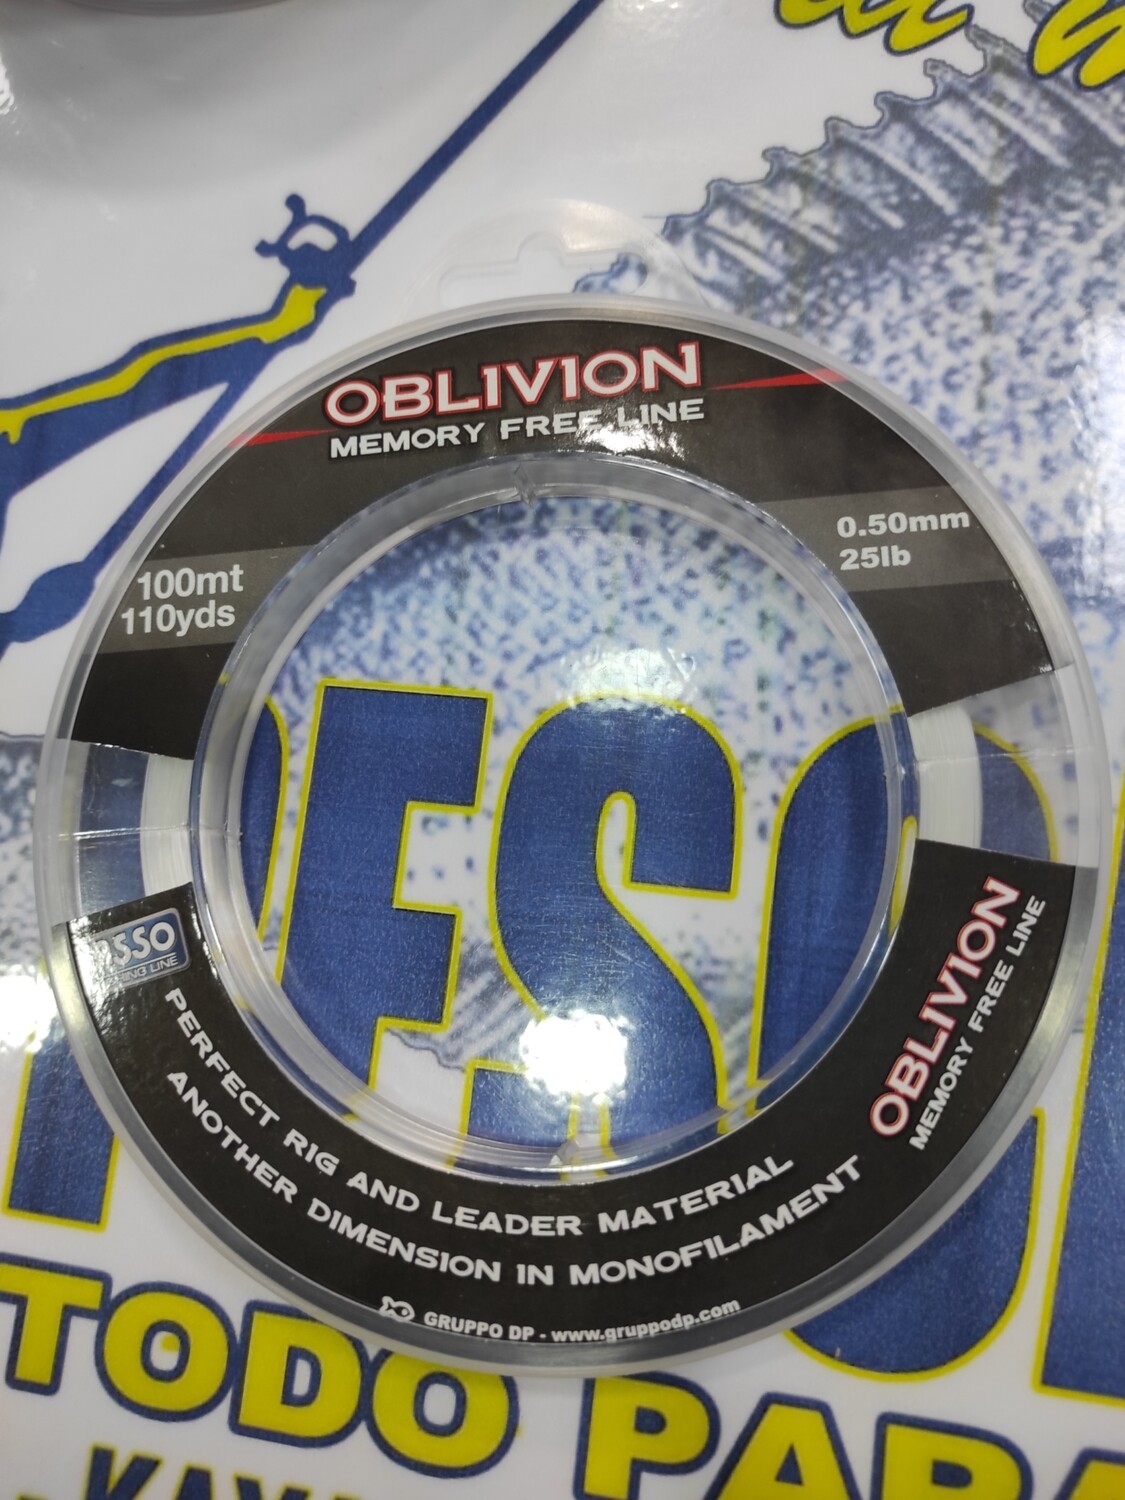 OBLIVION
MEMORY FREE LINE
0.50mm
25lb
100mt
110yds
OBLIVION
MEMORY FREE LINE
PERFECT RIG AND LEADER MATERIAL
ANOTHER DIMENSION IN MONOFILAMENT
GRUPPO DP - www.gruppodp.com
TODO PARA